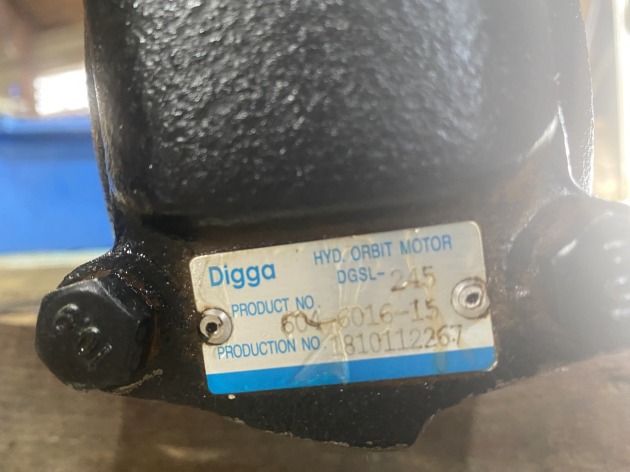 Digga HYD. ORBIT MOTOR
DGSL-245
PRODUCT NO. 604-6016-15
PRODUCTION NO. 1810112267